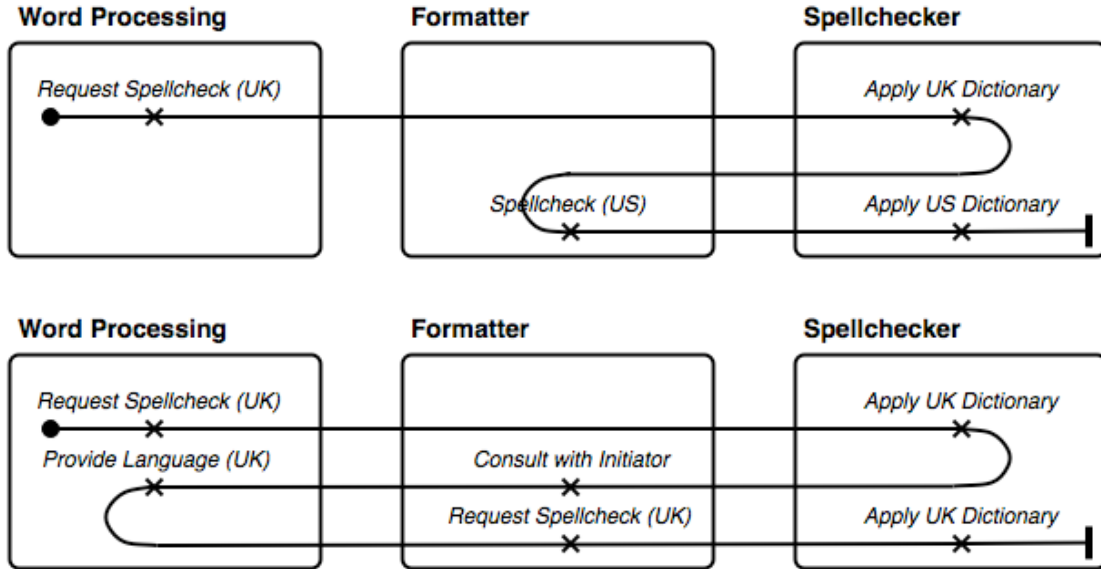 Word Processing
Formatter
Spellchecker
Request Spellcheck (UK)
Apply UK Dictionary
Spellcheck (US)
Apply US Dictionary
Word Processing
Formatter
Spellchecker
Request Spellcheck (UK)
Apply UK Dictionary
Provide Language (UK)
Consult with Initiator
Request Spellcheck (UK)
Apply UK Dictionary